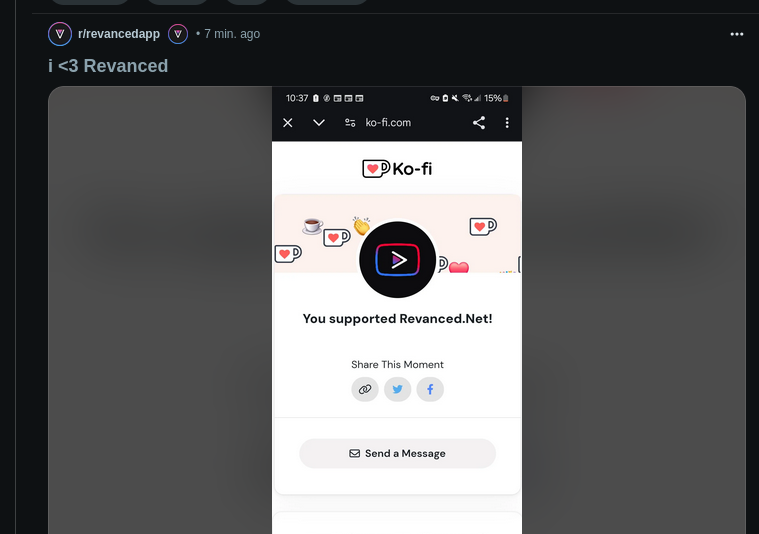 r/revancedapp • 7 min. ago
i <3 Revanced
10:37 15%
ko-fi.com
Ko-fi
You supported Revanced.Net!
Share This Moment
Send a Message